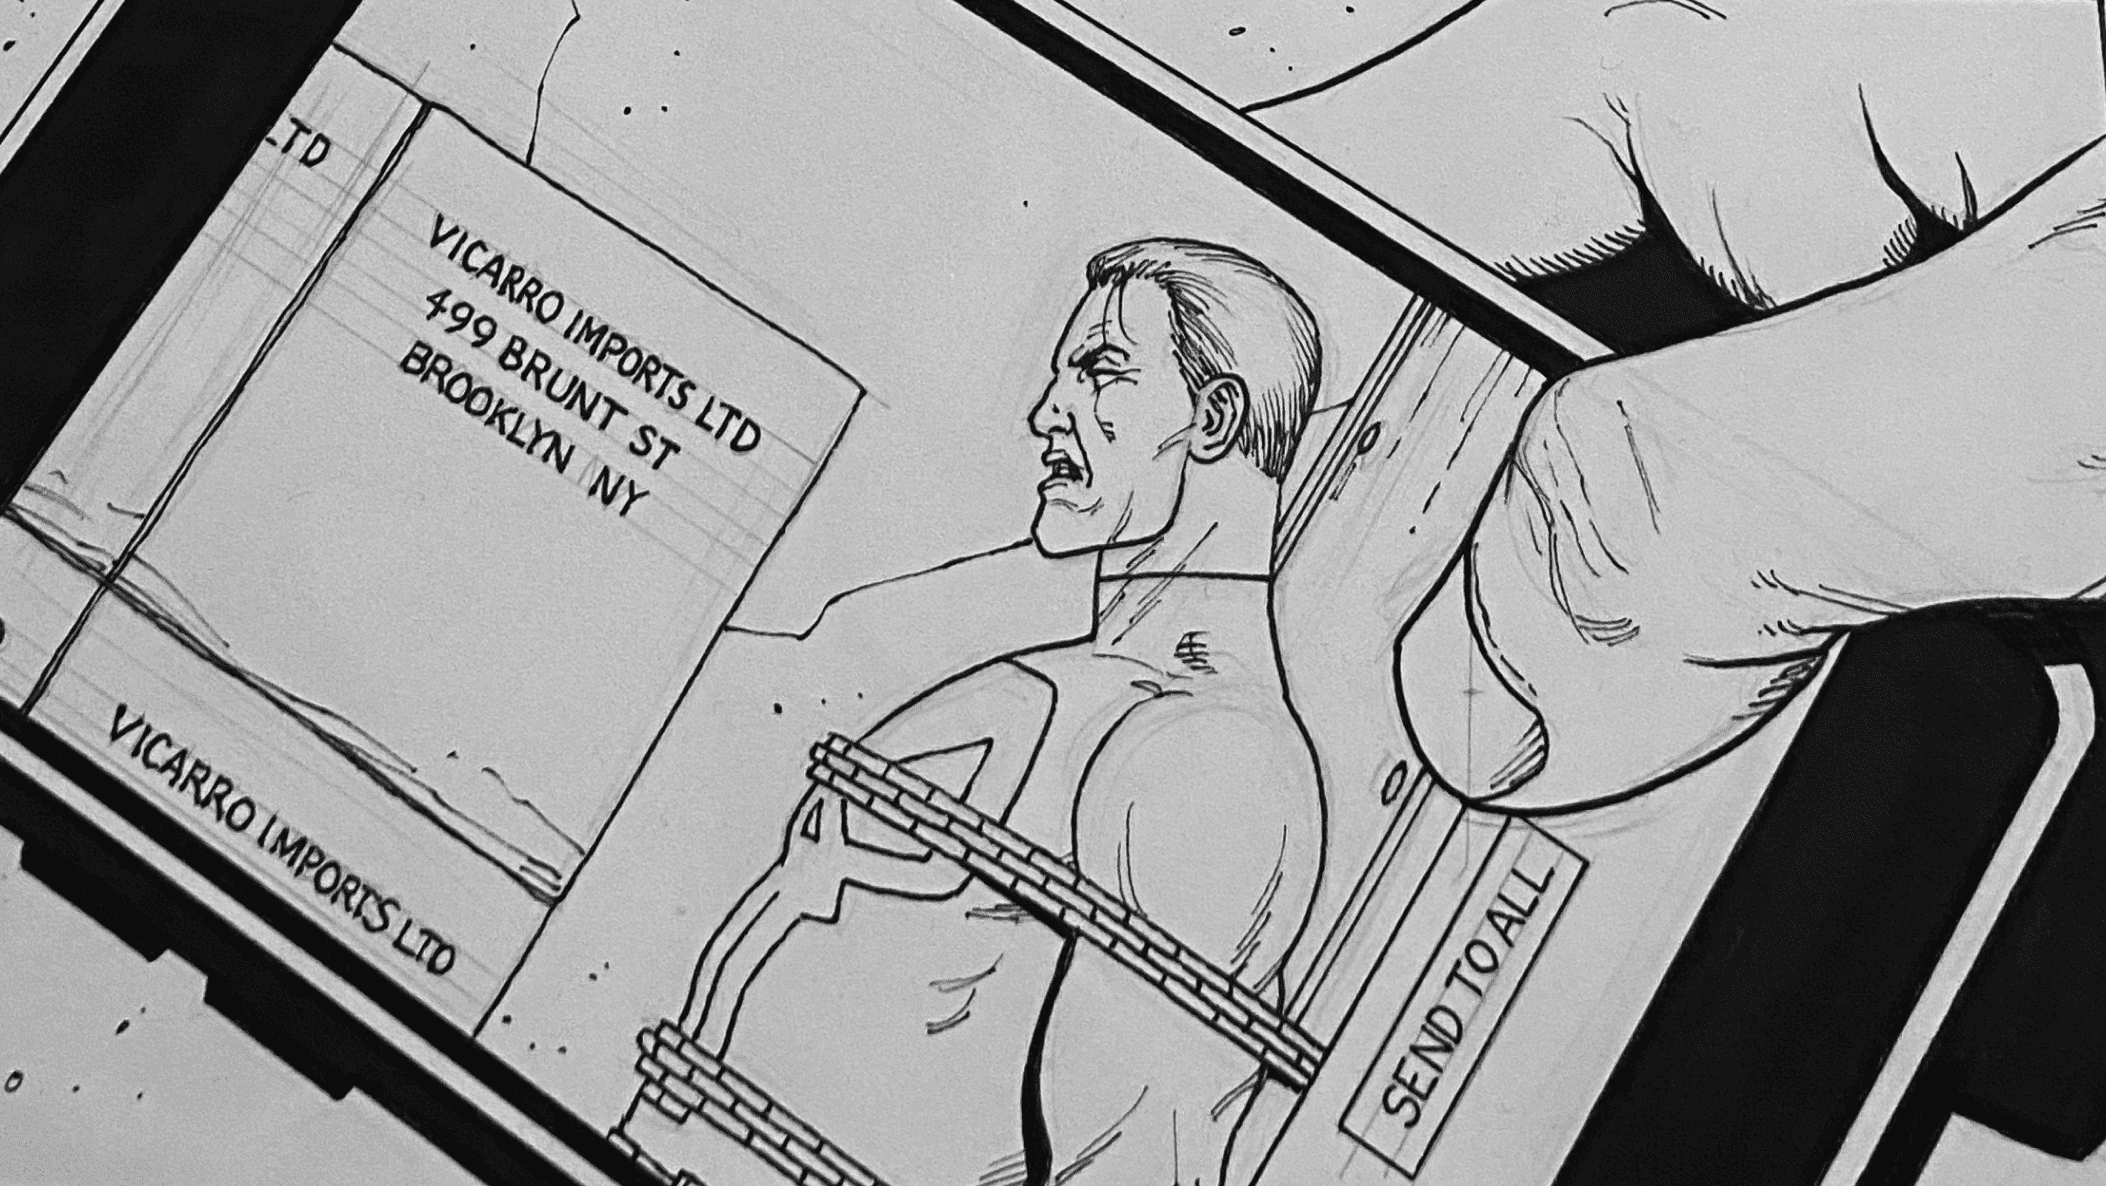 LTD
VICARRO IMPORTS LTD
499 BRUNT ST
BROOKLYN NY
VICARRO IMPORTS LTD
SEND TO ALL